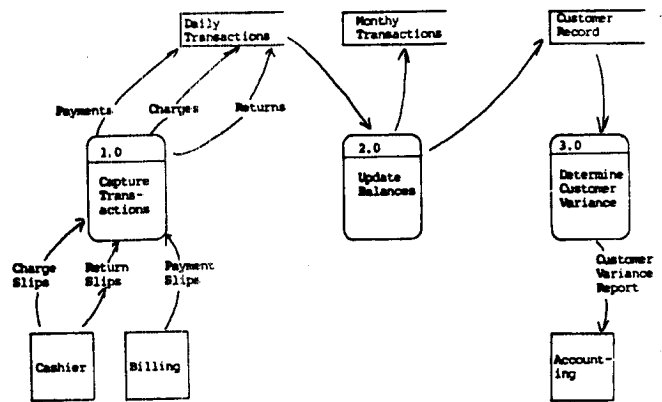 Daily
Transactions
Monthy
Transactions
Customer
Record
Payments
Charges
Returns
1.0
Capture
Trans-
actions
2.0
Update
Balances
3.0
Determine
Customer
Variance
Charge
Slips
Return
Slips
Payment
Slips
Customer
Variance
Report
Cashier
Billing
Account-
ing